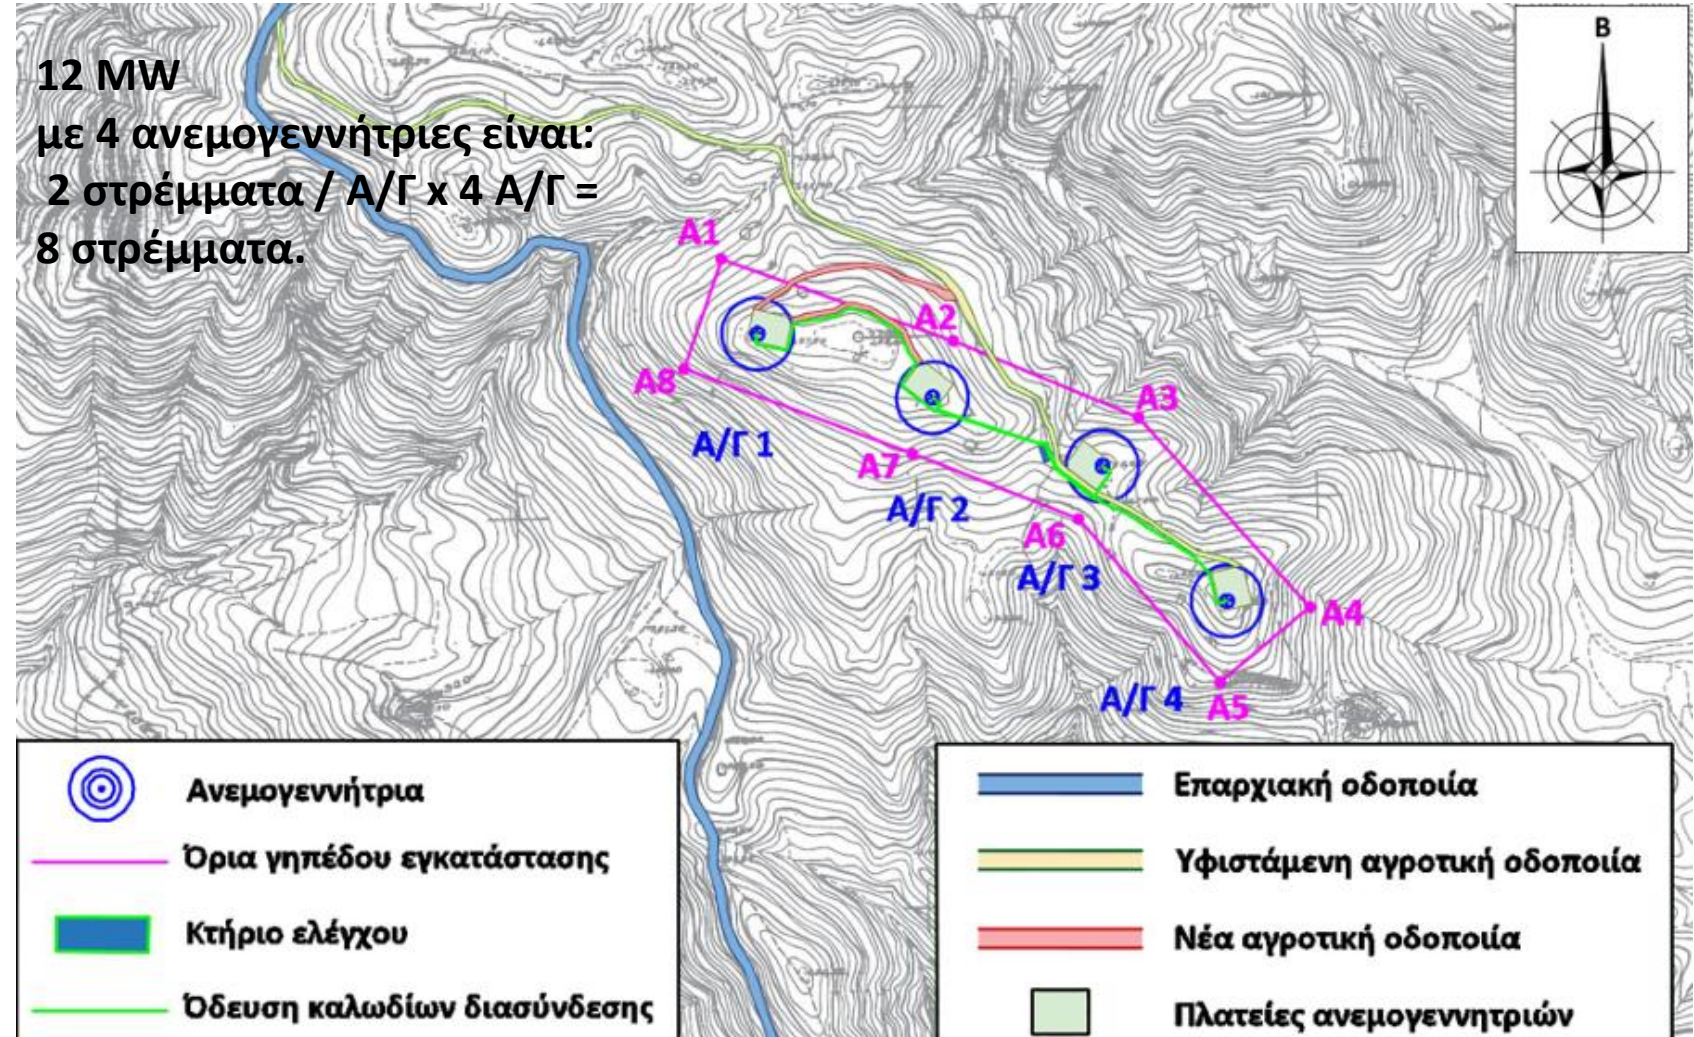 12 MW
με 4 ανεμογεννήτριες είναι:
2 στρέμματα / Α/Γ x 4 Α/Γ =
8 στρέμματα.
Β
Α1
Α2
Α8
Α3
Α/Γ 1
Α7
Α/Γ 2
Α6
Α/Γ 3
Α4
Α/Γ 4
Α5
Ανεμογεννήτρια
Όρια γηπέδου εγκατάστασης
Κτήριο ελέγχου
Όδευση καλωδίων διασύνδεσης
Επαρχιακή οδοποιία
Υφιστάμενη αγροτική οδοποιία
Νέα αγροτική οδοποιία
Πλατείες ανεμογεννητριών